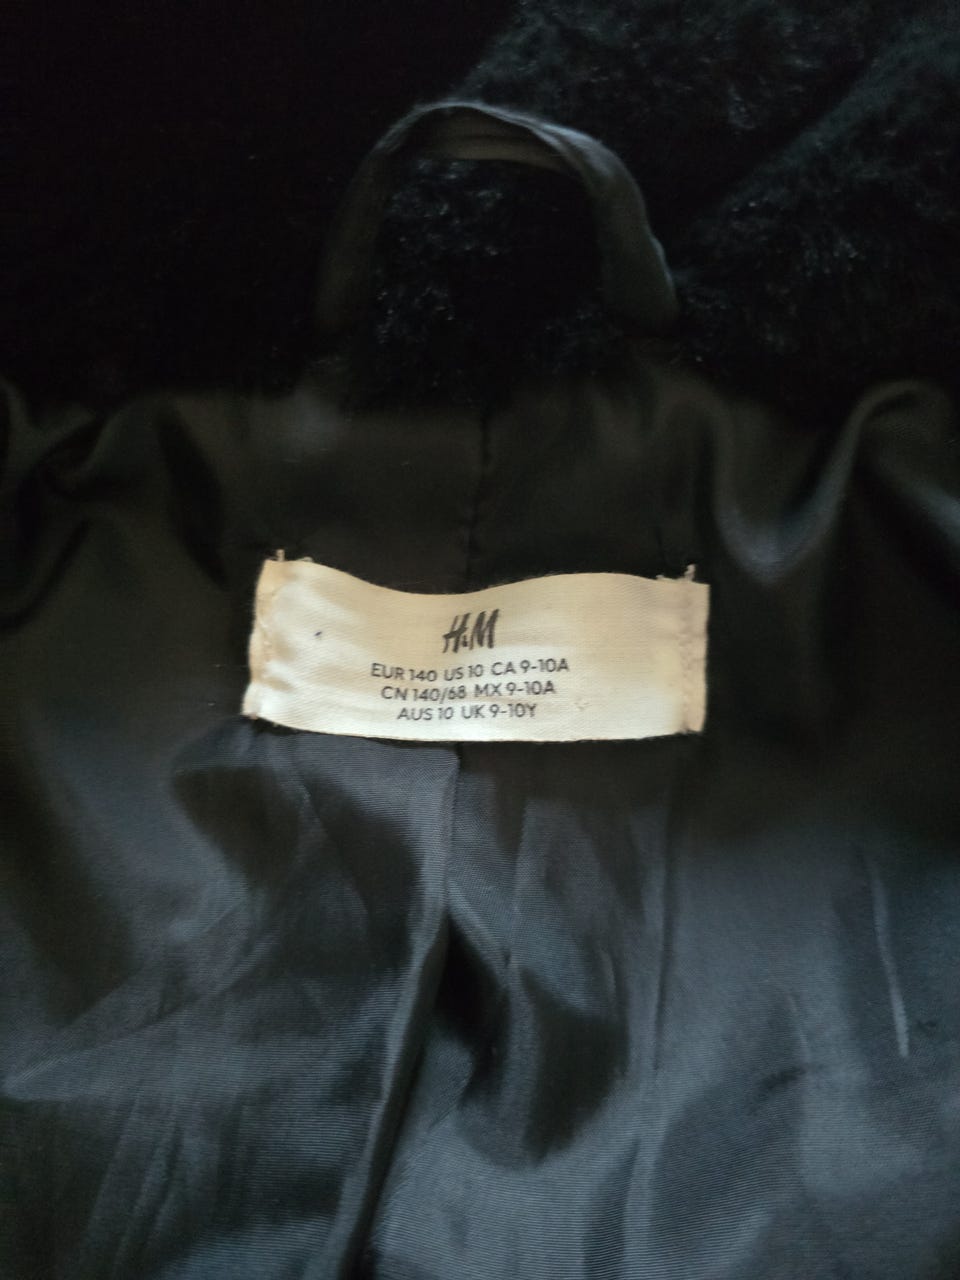 H&M
EUR 140 US 10 CA 9-10A
CN 140/68 MX 9-10A
AUS 10 UK 9-10Y